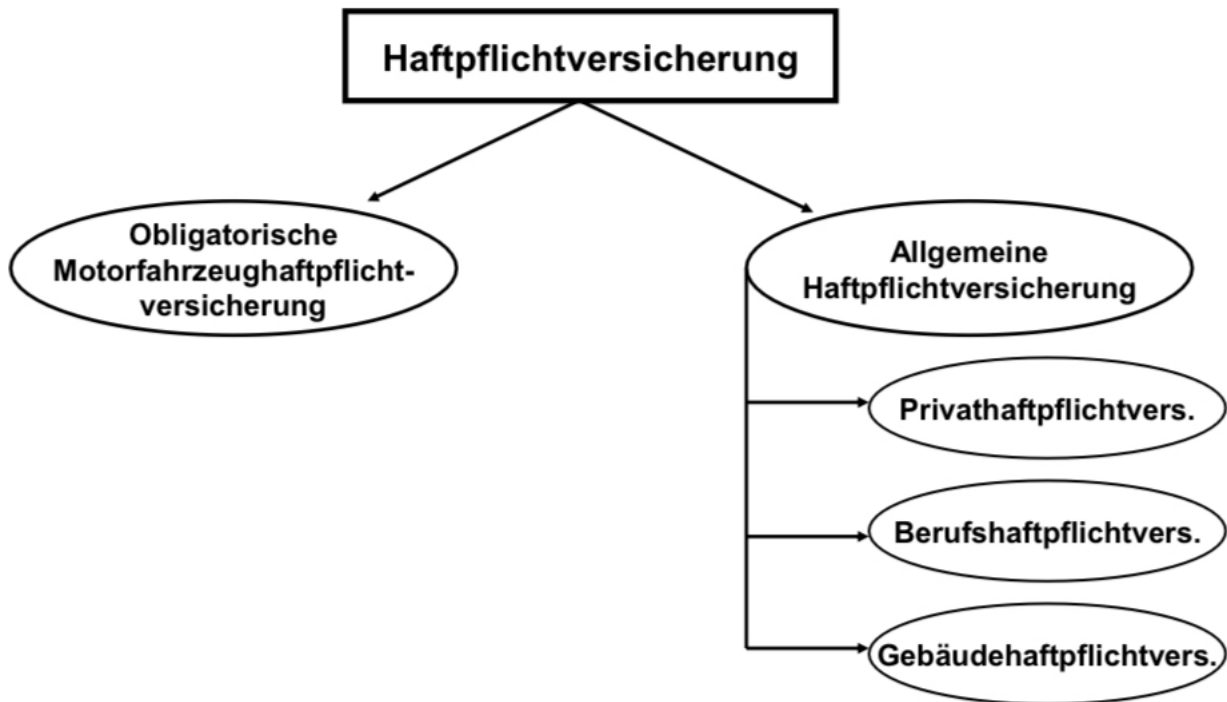 Haftpflichtversicherung
Obligatorische
Motorfahrzeughaftpflicht-
versicherung
Allgemeine
Haftpflichtversicherung
Privathaftpflichtvers.
Berufshaftpflichtvers.
Gebäudehaftpflichtvers.